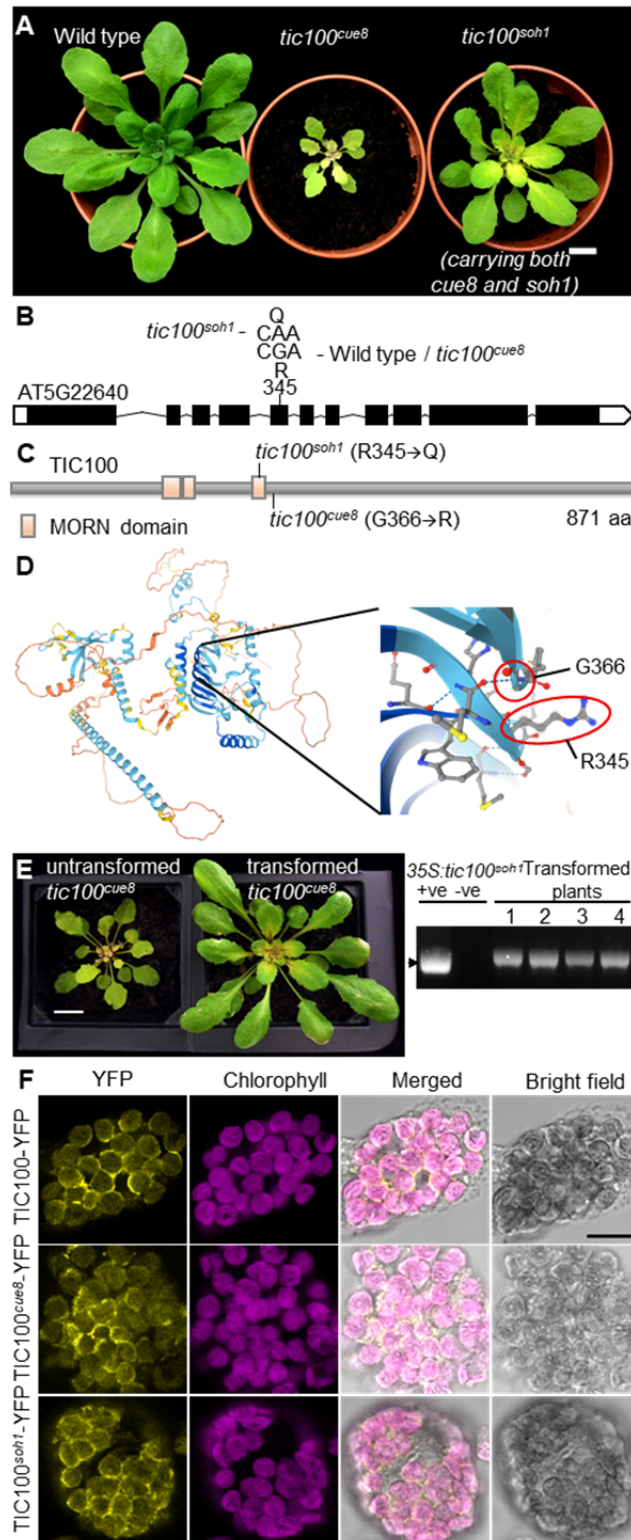 A
Wild type
tic100cue8
tic100soh1
(carrying both
cue8 and soh1)
B
Q
tic100soh1 - CAA
CGA - Wild type / tic100cue8
R
345
AT5G22640
C
TIC100
tic100soh1 (R345→Q)
tic100cue8 (G366→R)
871 aa
MORN domain
D
G366
R345
E
untransformed
tic100cue8
transformed
tic100cue8
35S:tic100soh1 Transformed
plants
+ve -ve
1 2 3 4
F
YFP
Chlorophyll
Merged
Bright field
TIC100-YFP
TIC100cue8-YFP
TIC100soh1-YFP